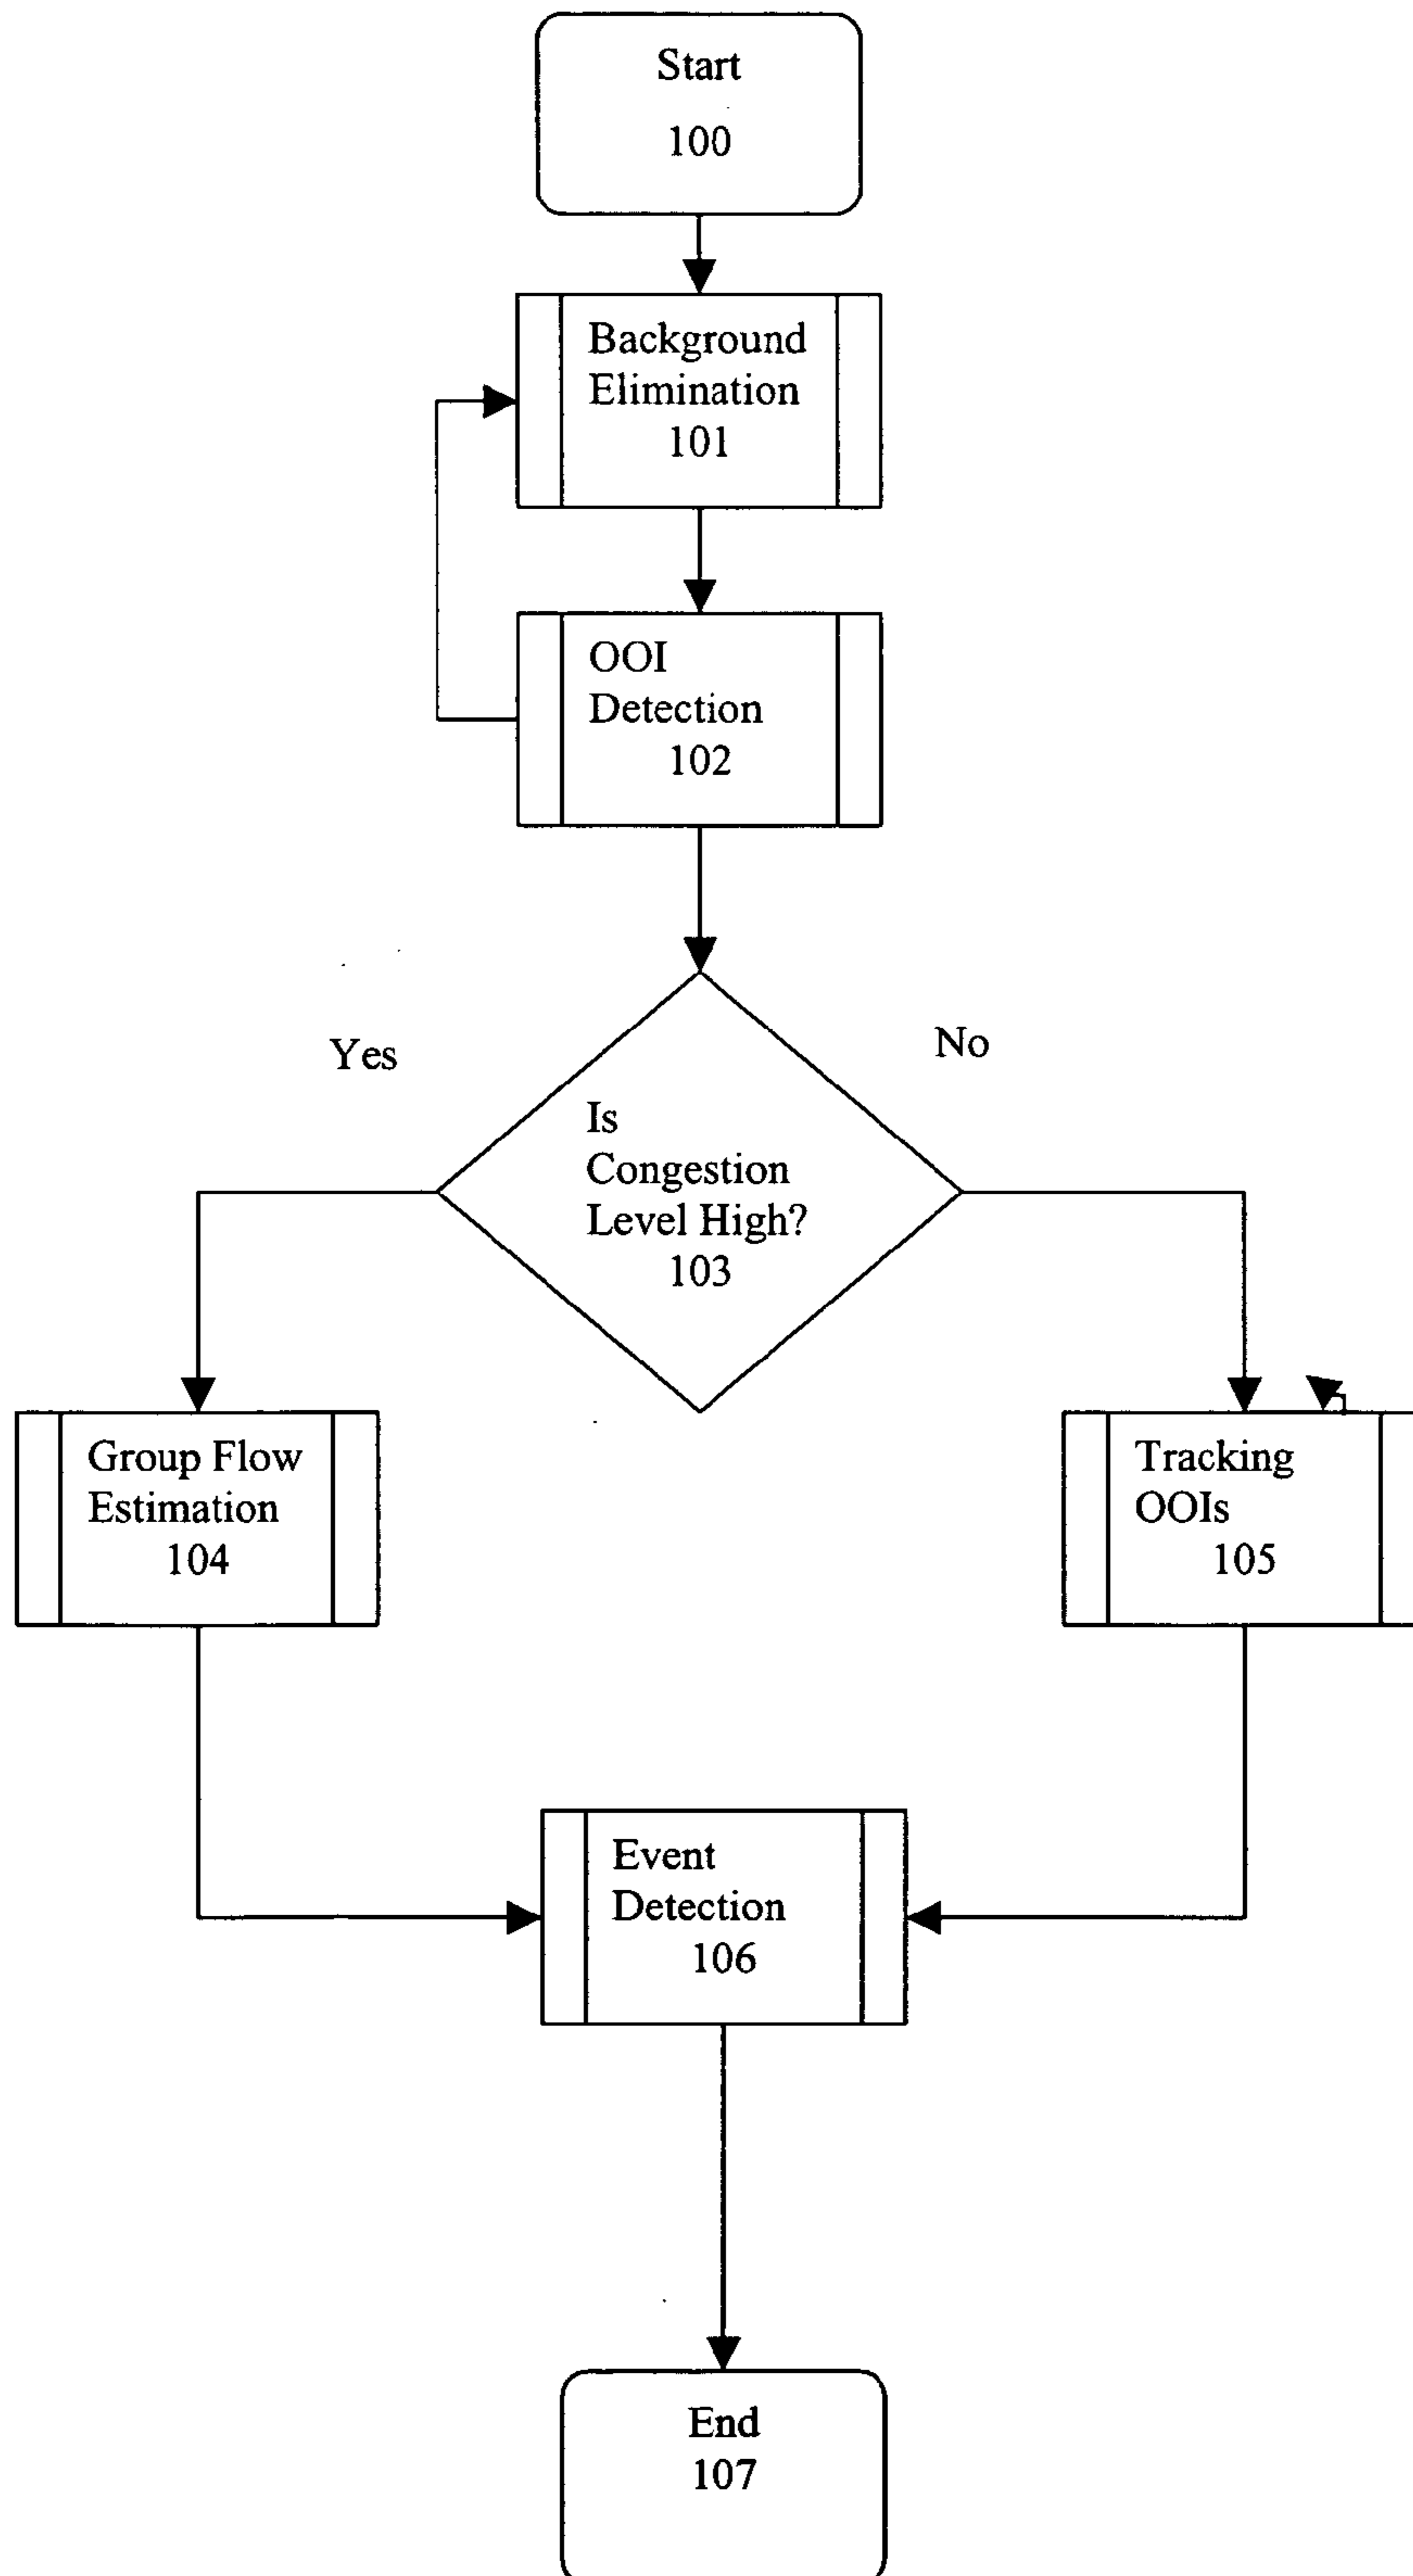 Start
100
Background
Elimination
101
OOI
Detection
102
Yes
No
Is
Congestion
Level High?
103
Group Flow
Estimation
104
Tracking
OOIs
105
Event
Detection
106
End
107